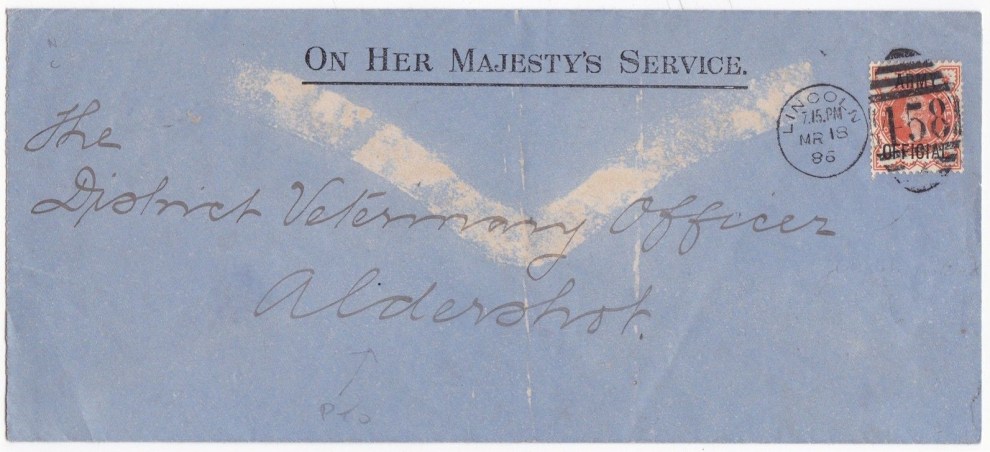 ON HER MAJESTY'S SERVICE.
LINCOLN
7.15.PM
MR 18
86
ARMY
158
OFFICIAL
The
District Veterinary Officer
Aldershot.